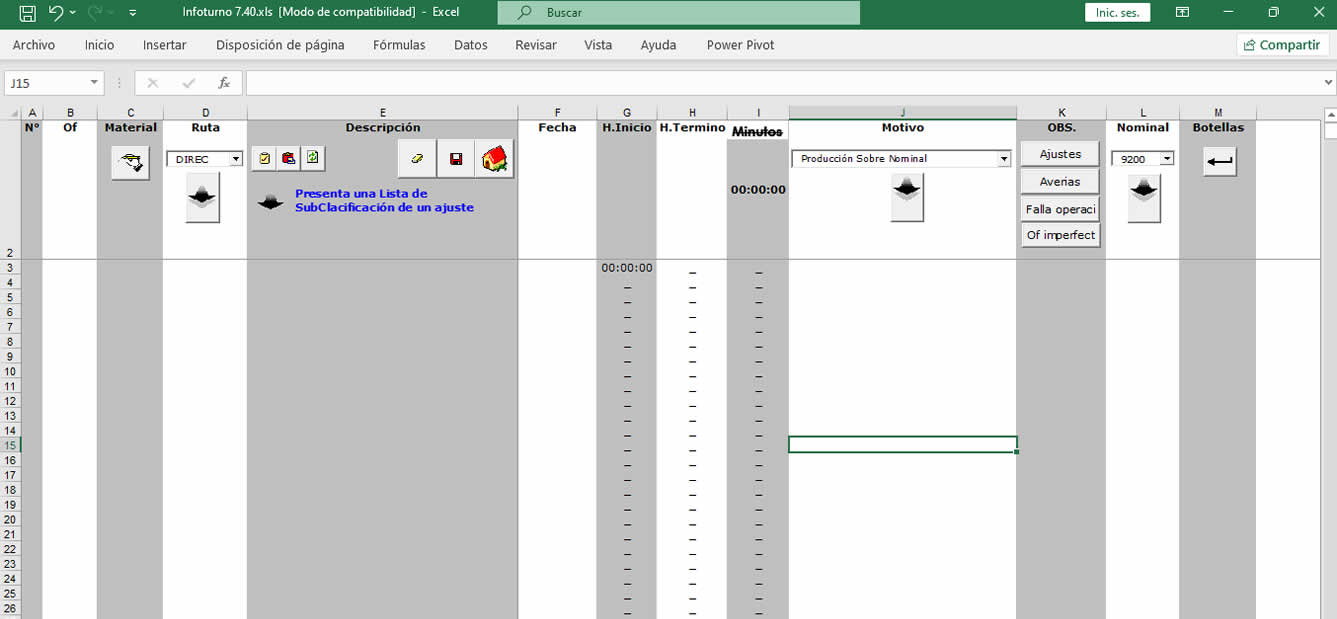 Infoturno 7.40.xls [Modo de compatibilidad] - Excel
Buscar
Inic. ses.
Archivo Inicio Insertar Disposición de página Fórmulas Datos Revisar Vista Ayuda Power Pivot Compartir
J15 fx
A B C D E F G H I J K L M
Nº Of Material Ruta Descripción Fecha H.Inicio H.Termino Minutos Motivo OBS. Nominal Botellas
DIREC
Producción Sobre Nominal
Ajustes
9200
Averias
00:00:00
Presenta una Lista de
SubClacificación de un ajuste
Falla operaci
Of imperfect
2
3 00:00:00 _ _
4 _ _ _
5 _ _ _
6 _ _ _
7 _ _ _
8 _ _ _
9 _ _ _
10 _ _ _
11 _ _ _
12 _ _ _
13 _ _ _
14 _ _ _
15 _ _ _
16 _ _ _
17 _ _ _
18 _ _ _
19 _ _ _
20 _ _ _
21 _ _ _
22 _ _ _
23 _ _ _
24 _ _ _
25 _ _ _
26 _ _ _